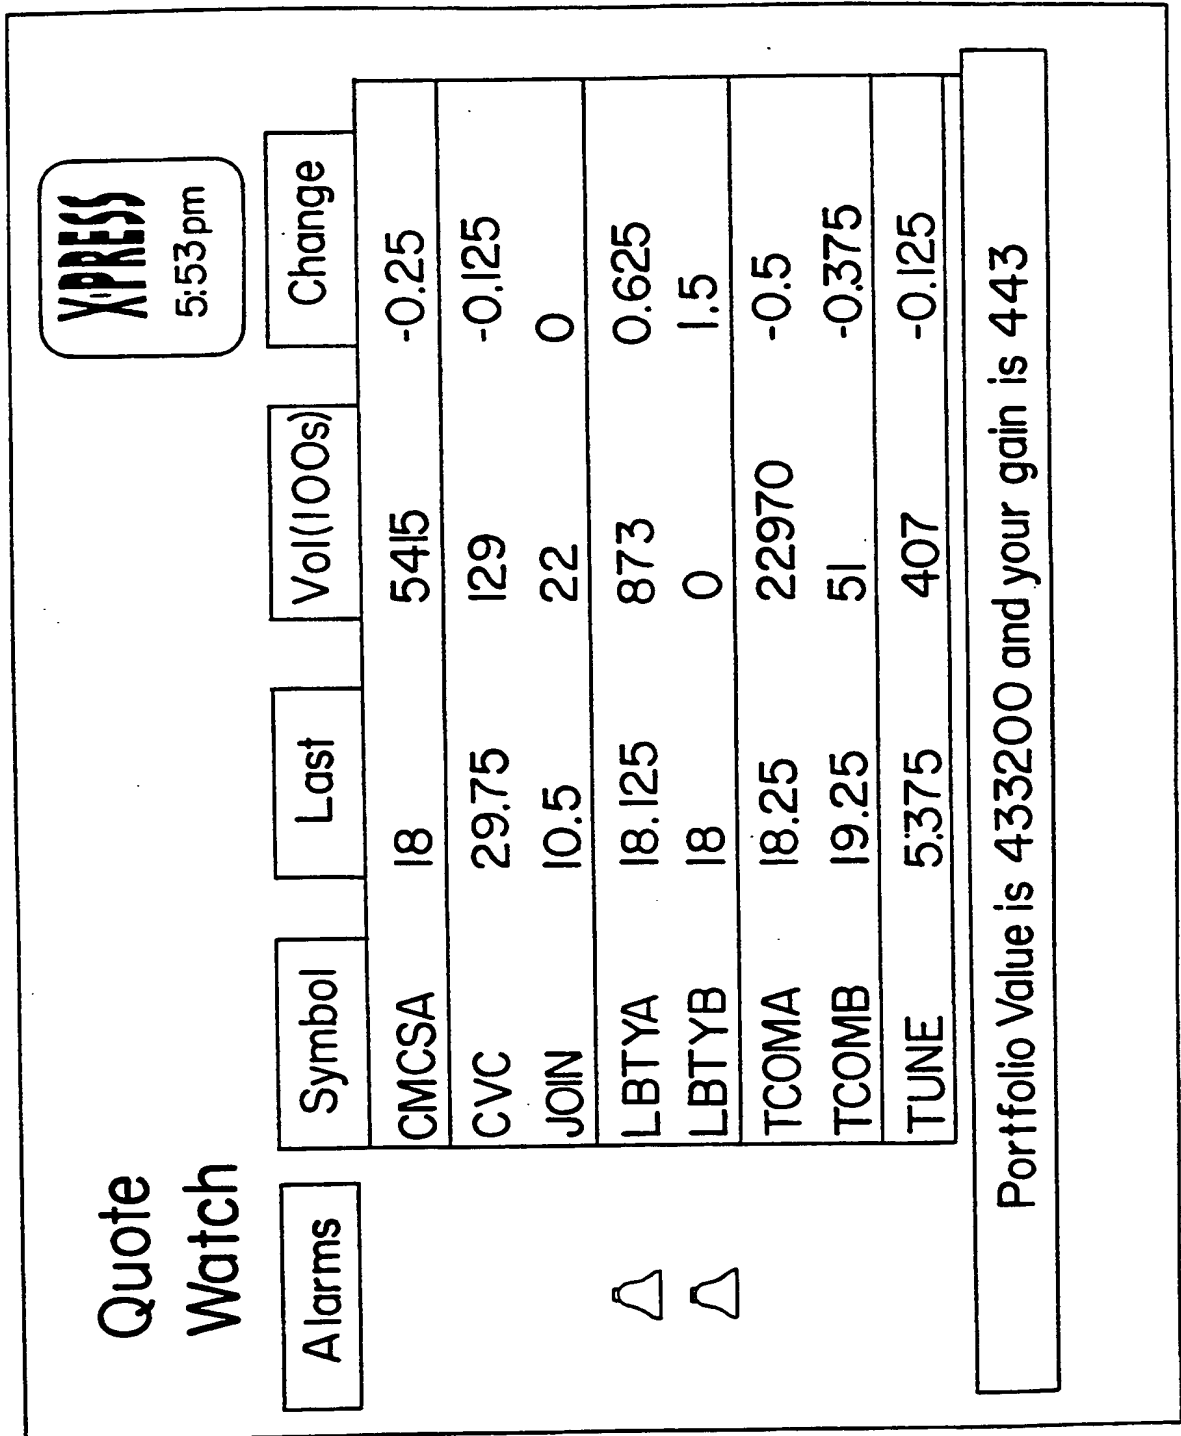 Quote
Watch
X·PRESS
5:53pm
Alarms Symbol Last Vol(100s) Change
CMCSA 18 5415 -0.25
CVC 29.75 129 -0.125
JOIN 10.5 22 0
LBTYA 18.125 873 0.625
LBTYB 18 0 1.5
TCOMA 18.25 22970 -0.5
TCOMB 19.25 51 -0.375
TUNE 5.375 407 -0.125
Portfolio Value is 433200 and your gain is 443